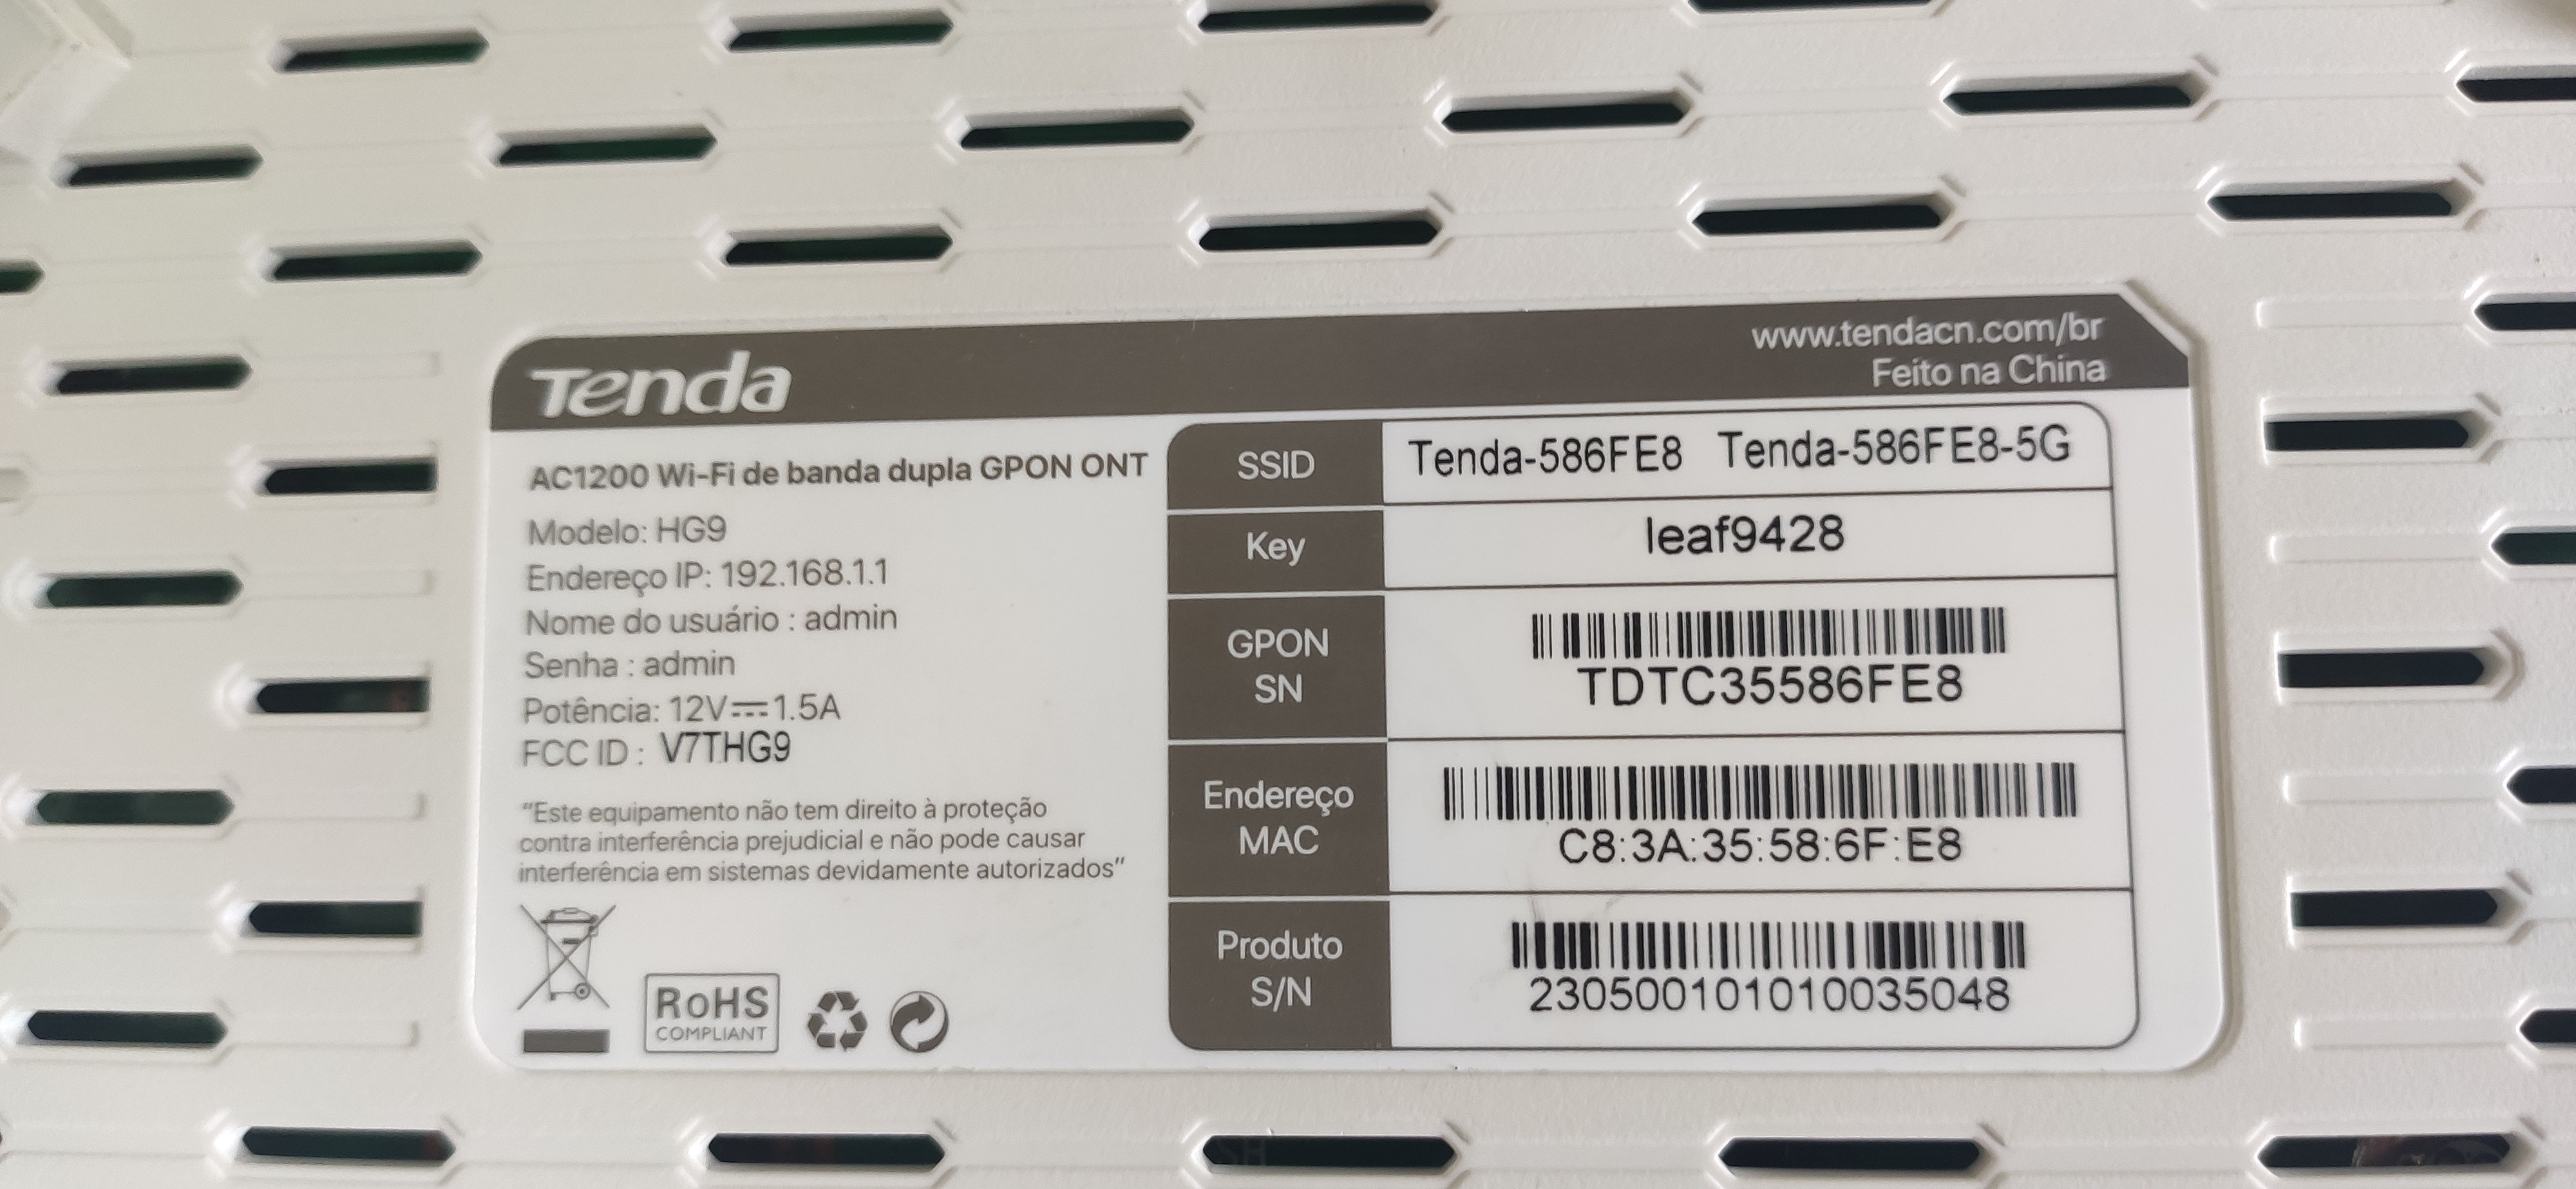 Tenda
www.tendacn.com/br
Feito na China
AC1200 Wi-Fi de banda dupla GPON ONT
Modelo: HG9
Endereço IP: 192.168.1.1
Nome do usuário : admin
Senha : admin
Potência: 12V⎓1.5A
FCC ID : V7THG9
"Este equipamento não tem direito à proteção
contra interferência prejudicial e não pode causar
interferência em sistemas devidamente autorizados"
RoHS
COMPLIANT
SSID Tenda-586FE8 Tenda-586FE8-5G
Key leaf9428
GPON
SN
TDTC35586FE8
Endereço
MAC
C8:3A:35:58:6F:E8
Produto
S/N
230500101010035048